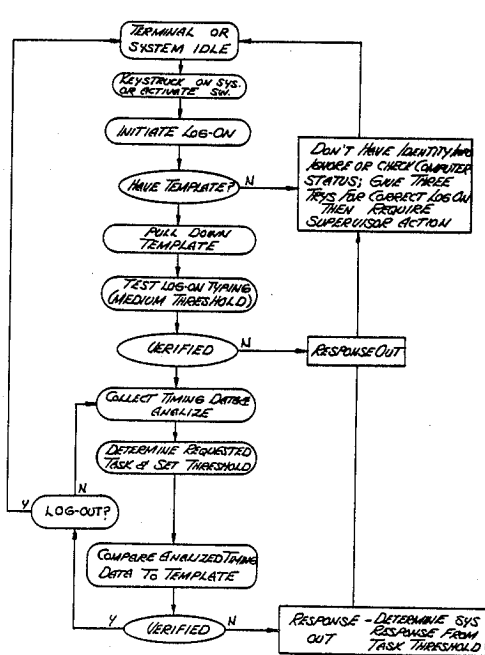 TERMINAL OR
SYSTEM IDLE
KEYSTRUCK ON SYS.
OR ACTIVATE SW.
INITIATE LOG-ON
HAVE TEMPLATE?
N
DON'T HAVE IDENTITY INFO
IGNORE OR CHECK COMPUTER
STATUS; GIVE THREE
TRYS FOR CORRECT LOG ON
THEN REQUIRE
SUPERVISOR ACTION
PULL DOWN
TEMPLATE
TEST LOG-ON TYPING
(MEDIUM THRESHOLD)
VERIFIED
N
RESPONSE OUT
COLLECT TIMING DATA &
ANALIZE
DETERMINE REQUESTED
TASK & SET THRESHOLD
Y
LOG-OUT?
N
COMPARE ANALIZED TIMING
DATA TO TEMPLATE
Y
VERIFIED
N
RESPONSE - DETERMINE SYS
OUT RESPONSE FROM
TASK THRESHOLD